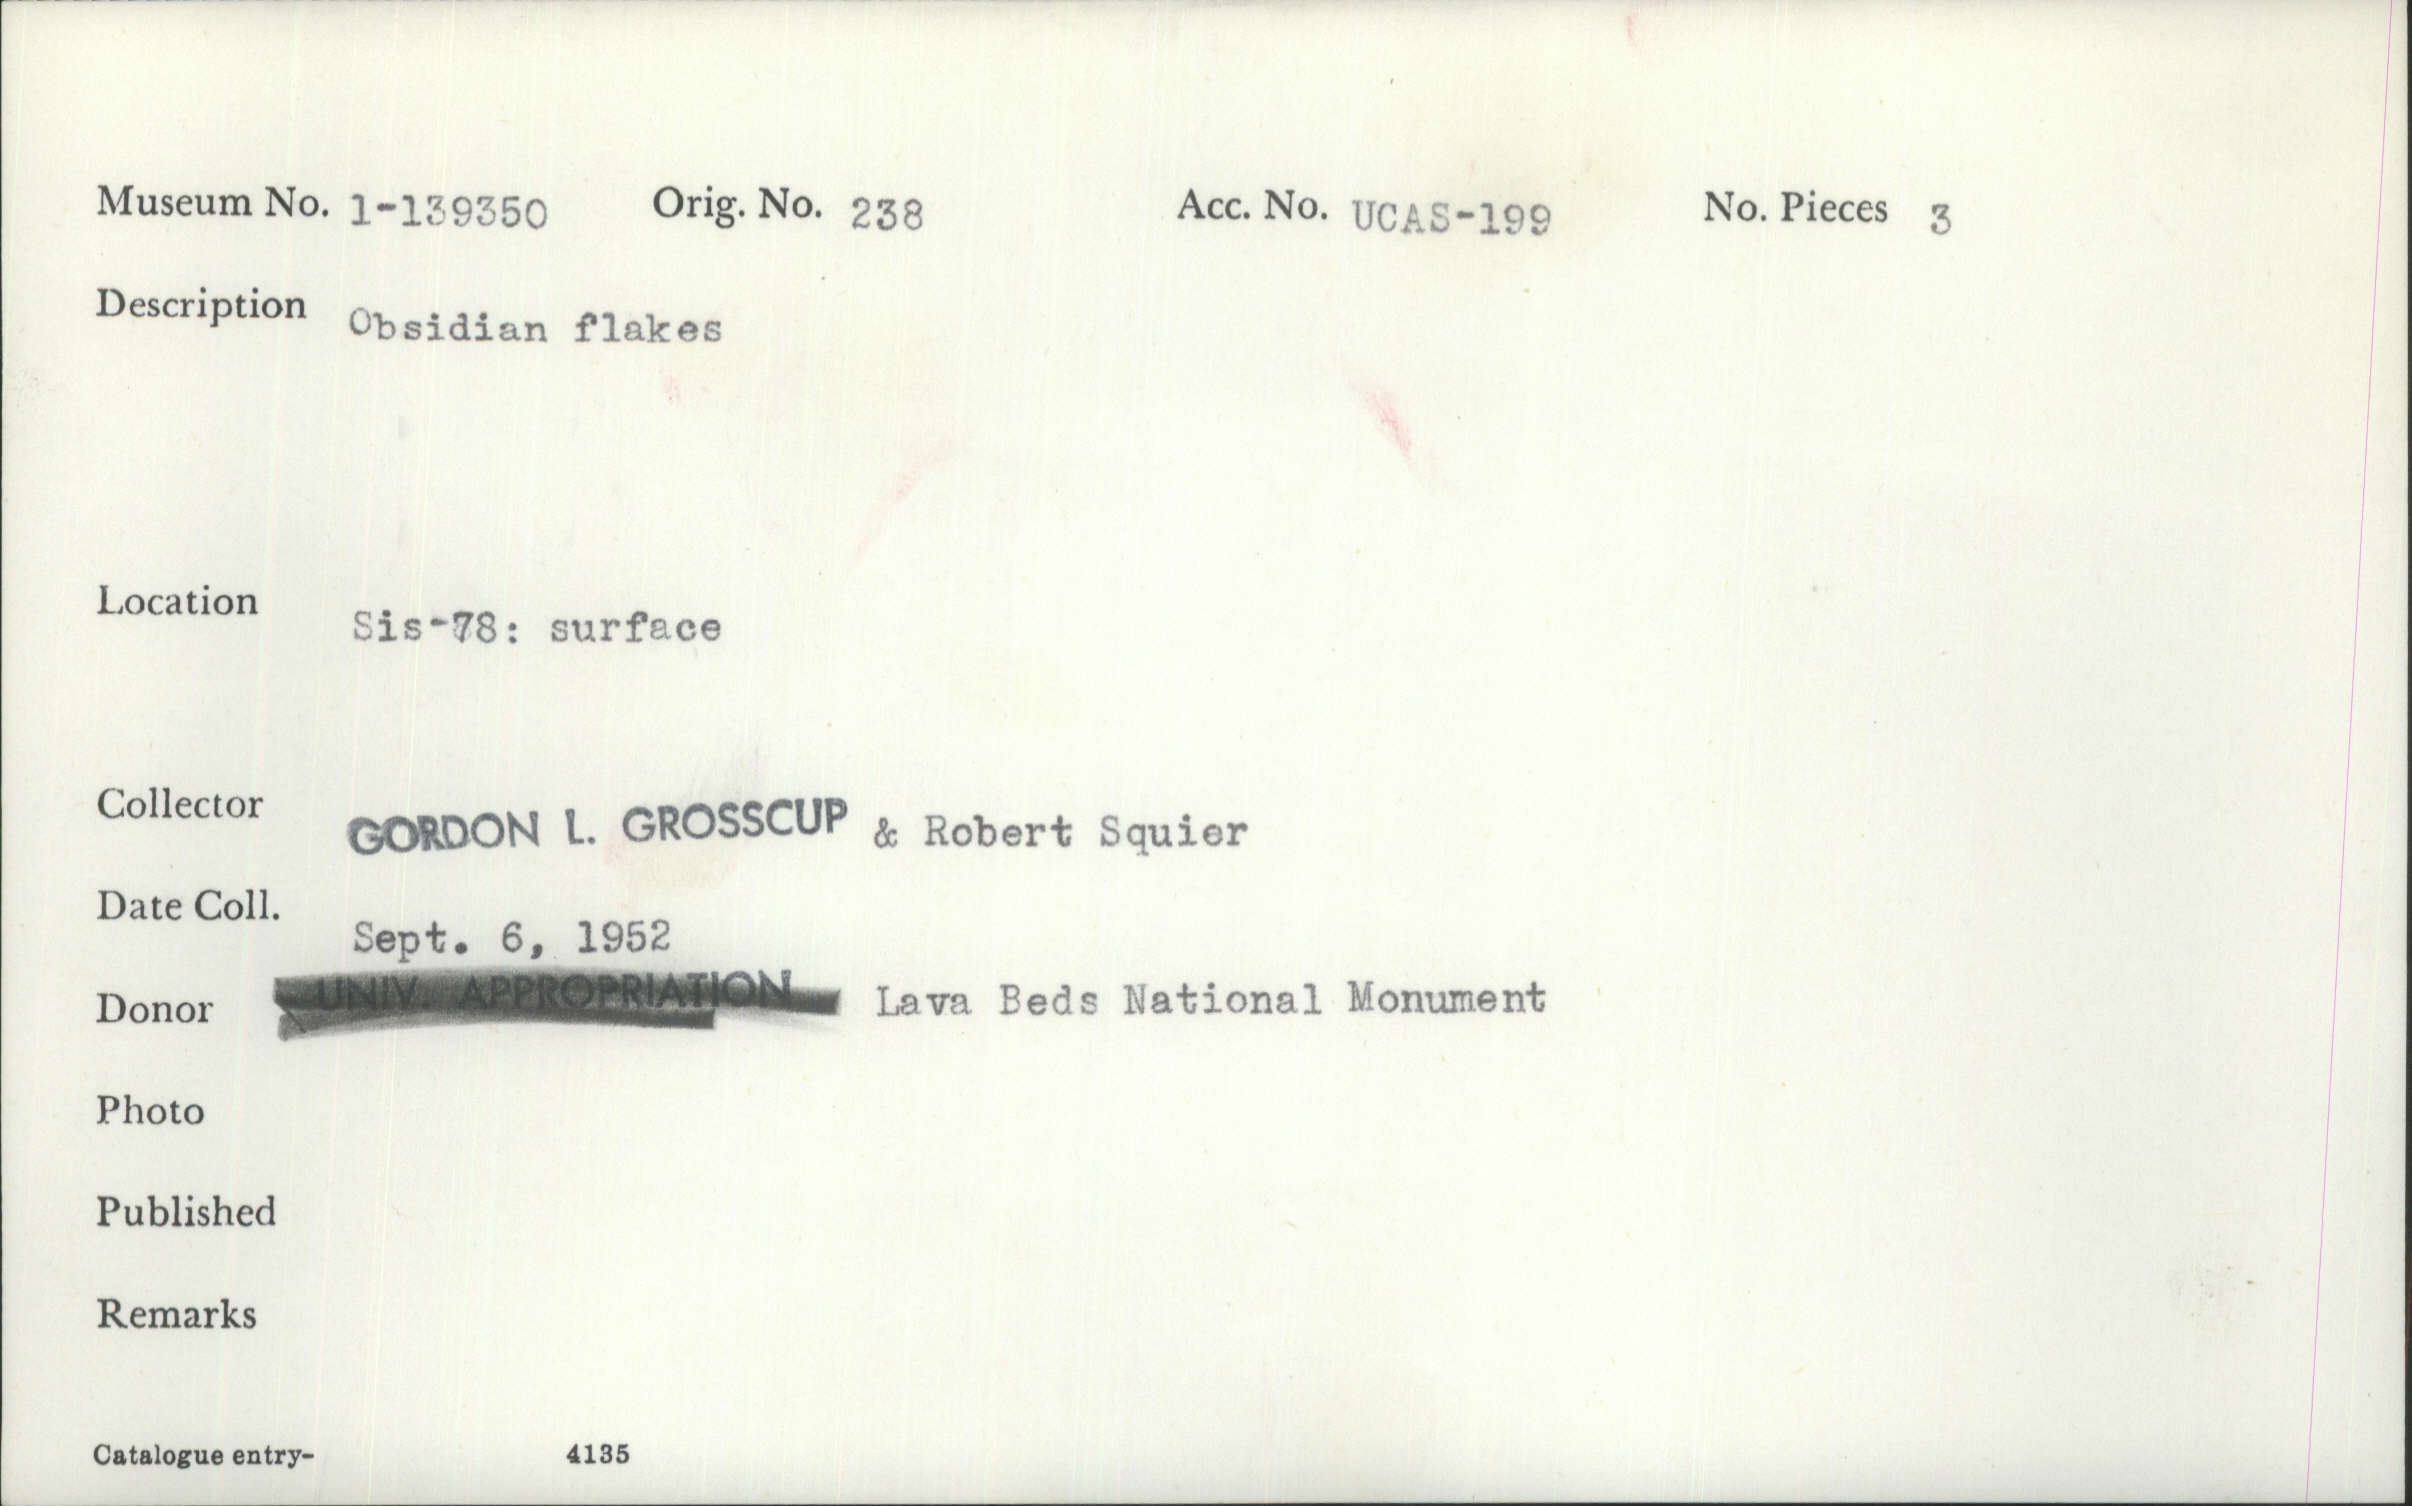 Museum No. 1-139350 Orig. No. 238 Acc. No. UCAS-199 No. Pieces 3
Description Obsidian flakes
Location Sis-78: surface
Collector GORDON L. GROSSCUP & Robert Squier
Date Coll. Sept. 6, 1952
Donor UNIV. APPROPRIATION Lava Beds National Monument
Photo
Published
Remarks
Catalogue entry- 4135